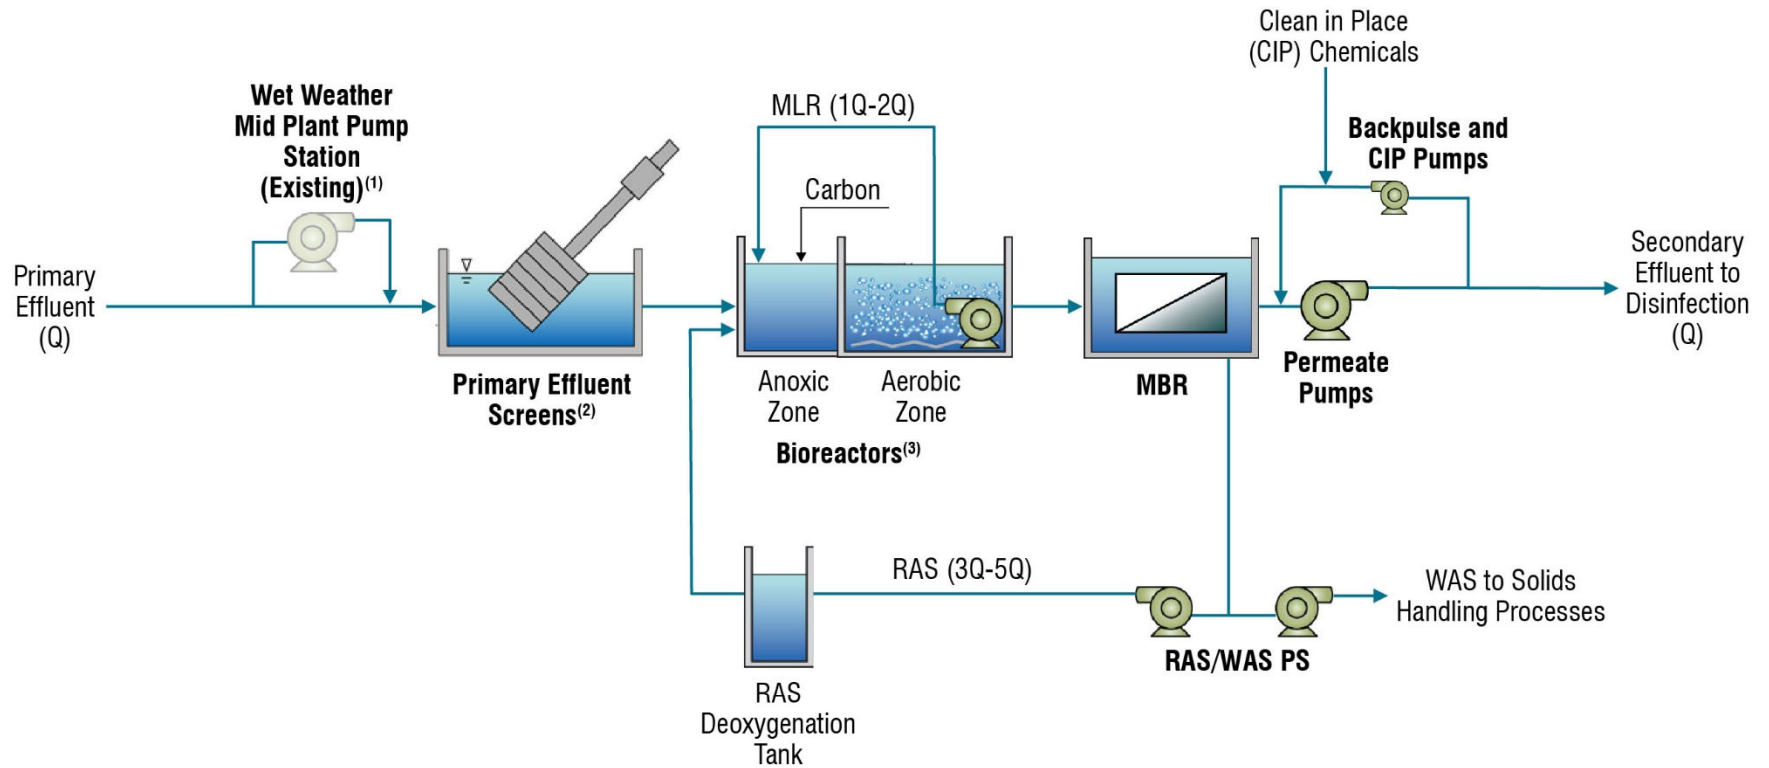 Clean in Place
(CIP) Chemicals
Wet Weather
Mid Plant Pump
Station
(Existing)(1)
MLR (1Q-2Q)
Backpulse and
CIP Pumps
Carbon
Primary
Effluent
(Q)
Secondary
Effluent to
Disinfection
(Q)
Primary Effluent
Screens(2)
Anoxic
Zone
Aerobic
Zone
Bioreactors(3)
MBR
Permeate
Pumps
RAS (3Q-5Q)
WAS to Solids
Handling Processes
RAS/WAS PS
RAS
Deoxygenation
Tank